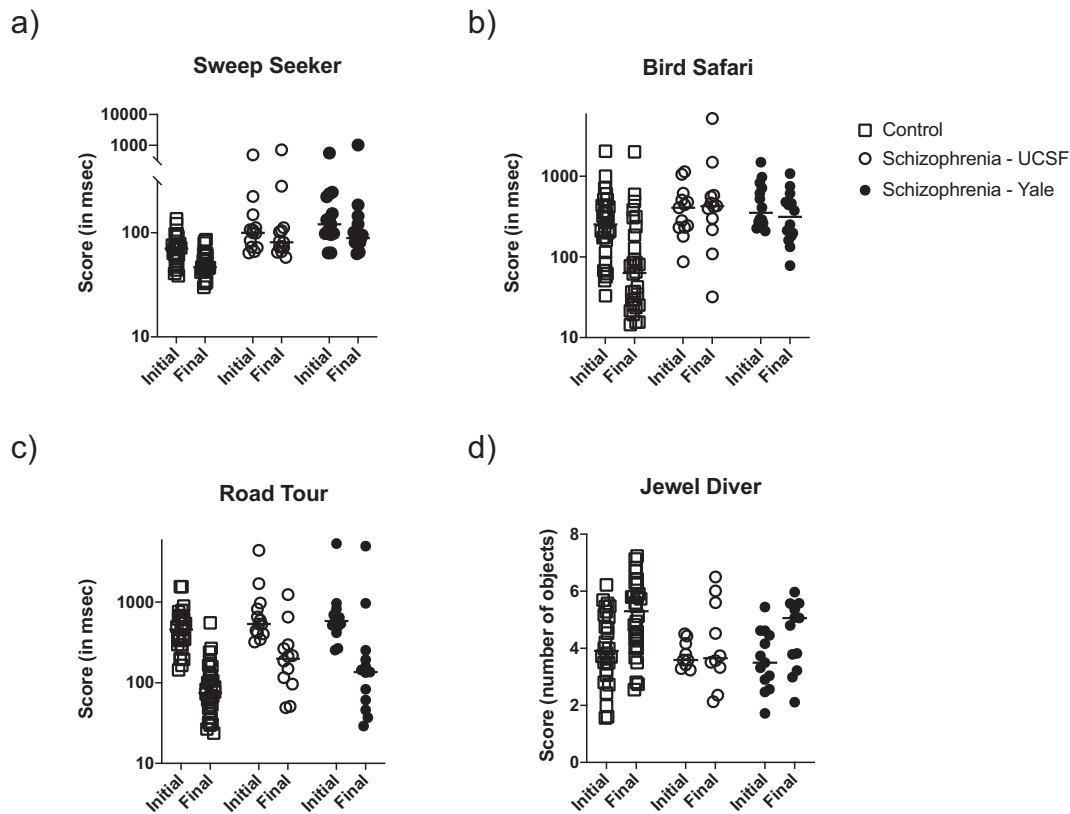 a)
Sweep Seeker
Score (in msec)
10000
1000
100
10
Initial
Final
Initial
Final
Initial
Final
b)
Bird Safari
Score (in msec)
1000
100
10
Initial
Final
Initial
Final
Initial
Final
Control
Schizophrenia - UCSF
Schizophrenia - Yale
c)
Road Tour
Score (in msec)
1000
100
10
Initial
Final
Initial
Final
Initial
Final
d)
Jewel Diver
Score (number of objects)
8
6
4
2
0
Initial
Final
Initial
Final
Initial
Final